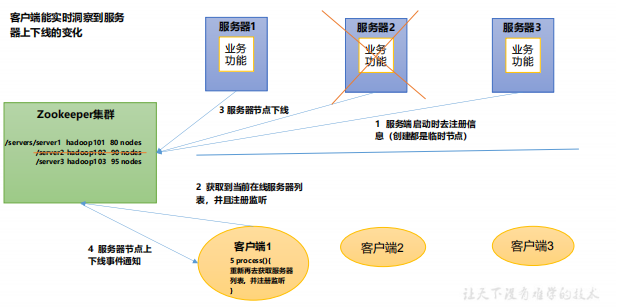 客户端能实时洞察到服务
器上下线的变化
服务器1
业务
功能
服务器2
业务
功能
服务器3
业务
功能
Zookeeper集群
/servers/server1 hadoop101 80 nodes
/server2 hadoop102 90 nodes
/server3 hadoop103 95 nodes
3 服务器节点下线
1 服务端启动时去注册信
息（创建都是临时节点）
2 获取到当前在线服务器列
表，并且注册监听
4 服务器节点上
下线事件通知
客户端1
5 process(){
重新再去获取服务器
列表，并注册监听
}
客户端2
客户端3
让天下没有难学的技术